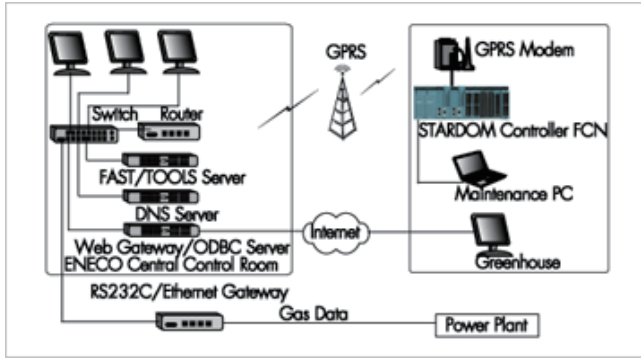 GPRS
GPRS Modem
Switch Router
STARDOM Controller FCN
FAST/TOOLS Server
Maintenance PC
DNS Server
Internet
Web Gateway/ODBC Server
ENECO Central Control Room
Greenhouse
RS232C/Ethernet Gateway
Gas Data
Power Plant